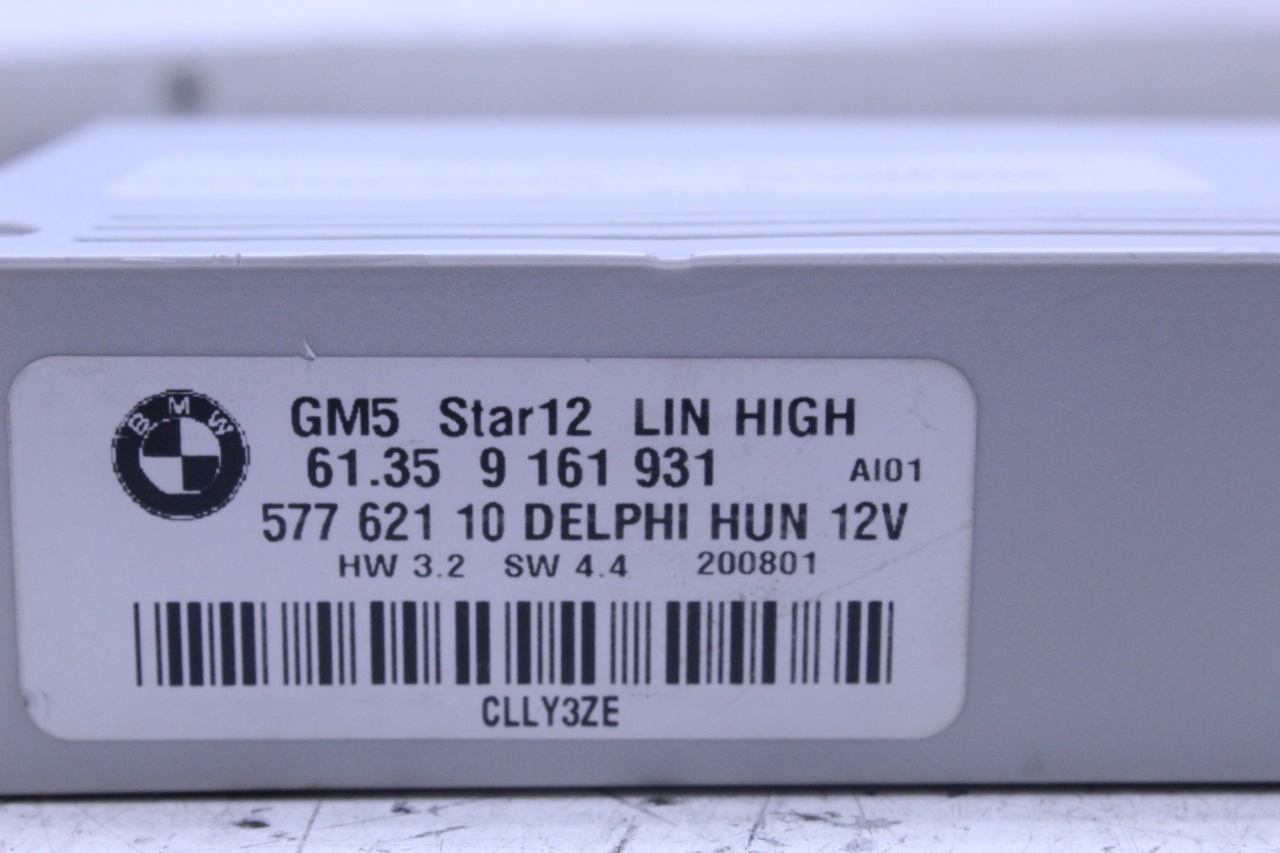 BMW
GM5 Star12 LIN HIGH
61.35 9 161 931 AI01
577 621 10 DELPHI HUN 12V
HW 3.2 SW 4.4 200801
CLLY3ZE